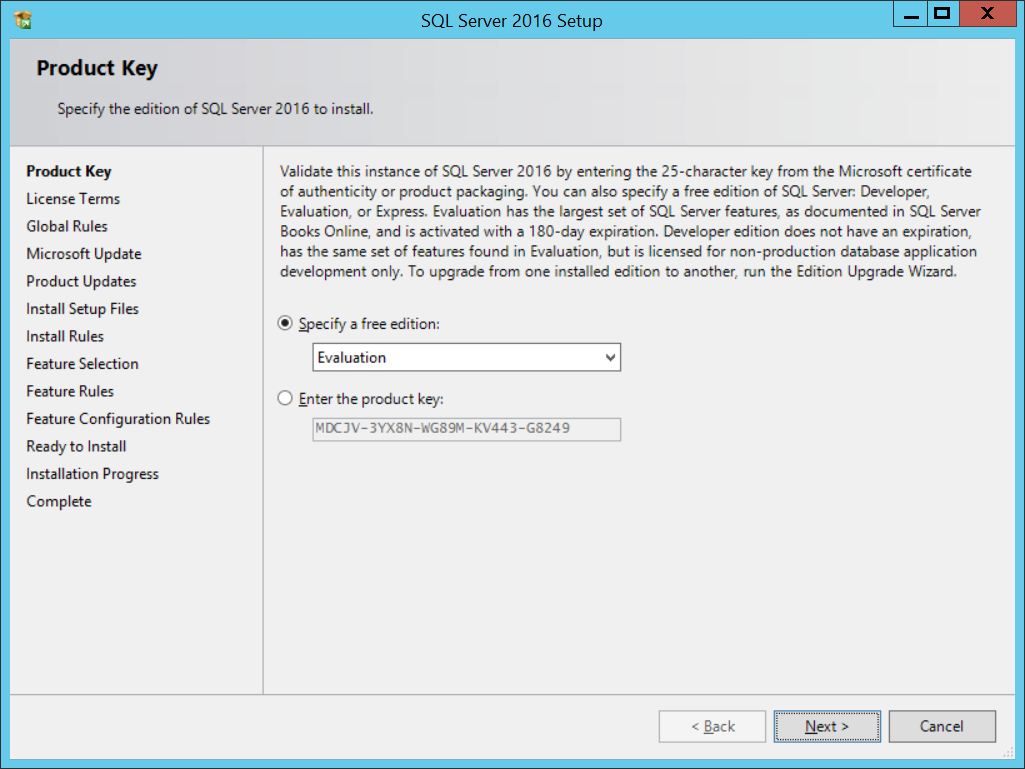 SQL Server 2016 Setup
Product Key
Specify the edition of SQL Server 2016 to install.
Product Key
License Terms
Global Rules
Microsoft Update
Product Updates
Install Setup Files
Install Rules
Feature Selection
Feature Rules
Feature Configuration Rules
Ready to Install
Installation Progress
Complete
Validate this instance of SQL Server 2016 by entering the 25-character key from the Microsoft certificate
of authenticity or product packaging. You can also specify a free edition of SQL Server: Developer,
Evaluation, or Express. Evaluation has the largest set of SQL Server features, as documented in SQL Server
Books Online, and is activated with a 180-day expiration. Developer edition does not have an expiration,
has the same set of features found in Evaluation, but is licensed for non-production database application
development only. To upgrade from one installed edition to another, run the Edition Upgrade Wizard.
Specify a free edition:
Evaluation
Enter the product key:
MDCJV-3YX8N-WG89M-KV443-G8249
< Back
Next >
Cancel